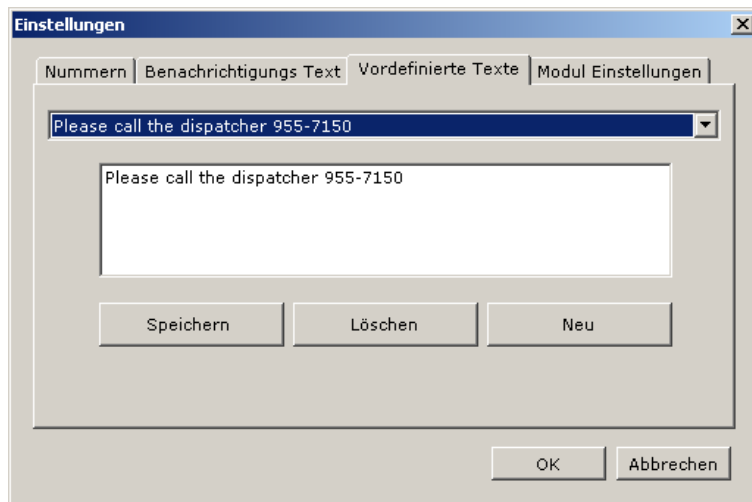 Einstellungen
Nummern Benachrichtigungs Text Vordefinierte Texte Modul Einstellungen
Please call the dispatcher 955-7150
Please call the dispatcher 955-7150
Speichern Löschen Neu
OK Abbrechen